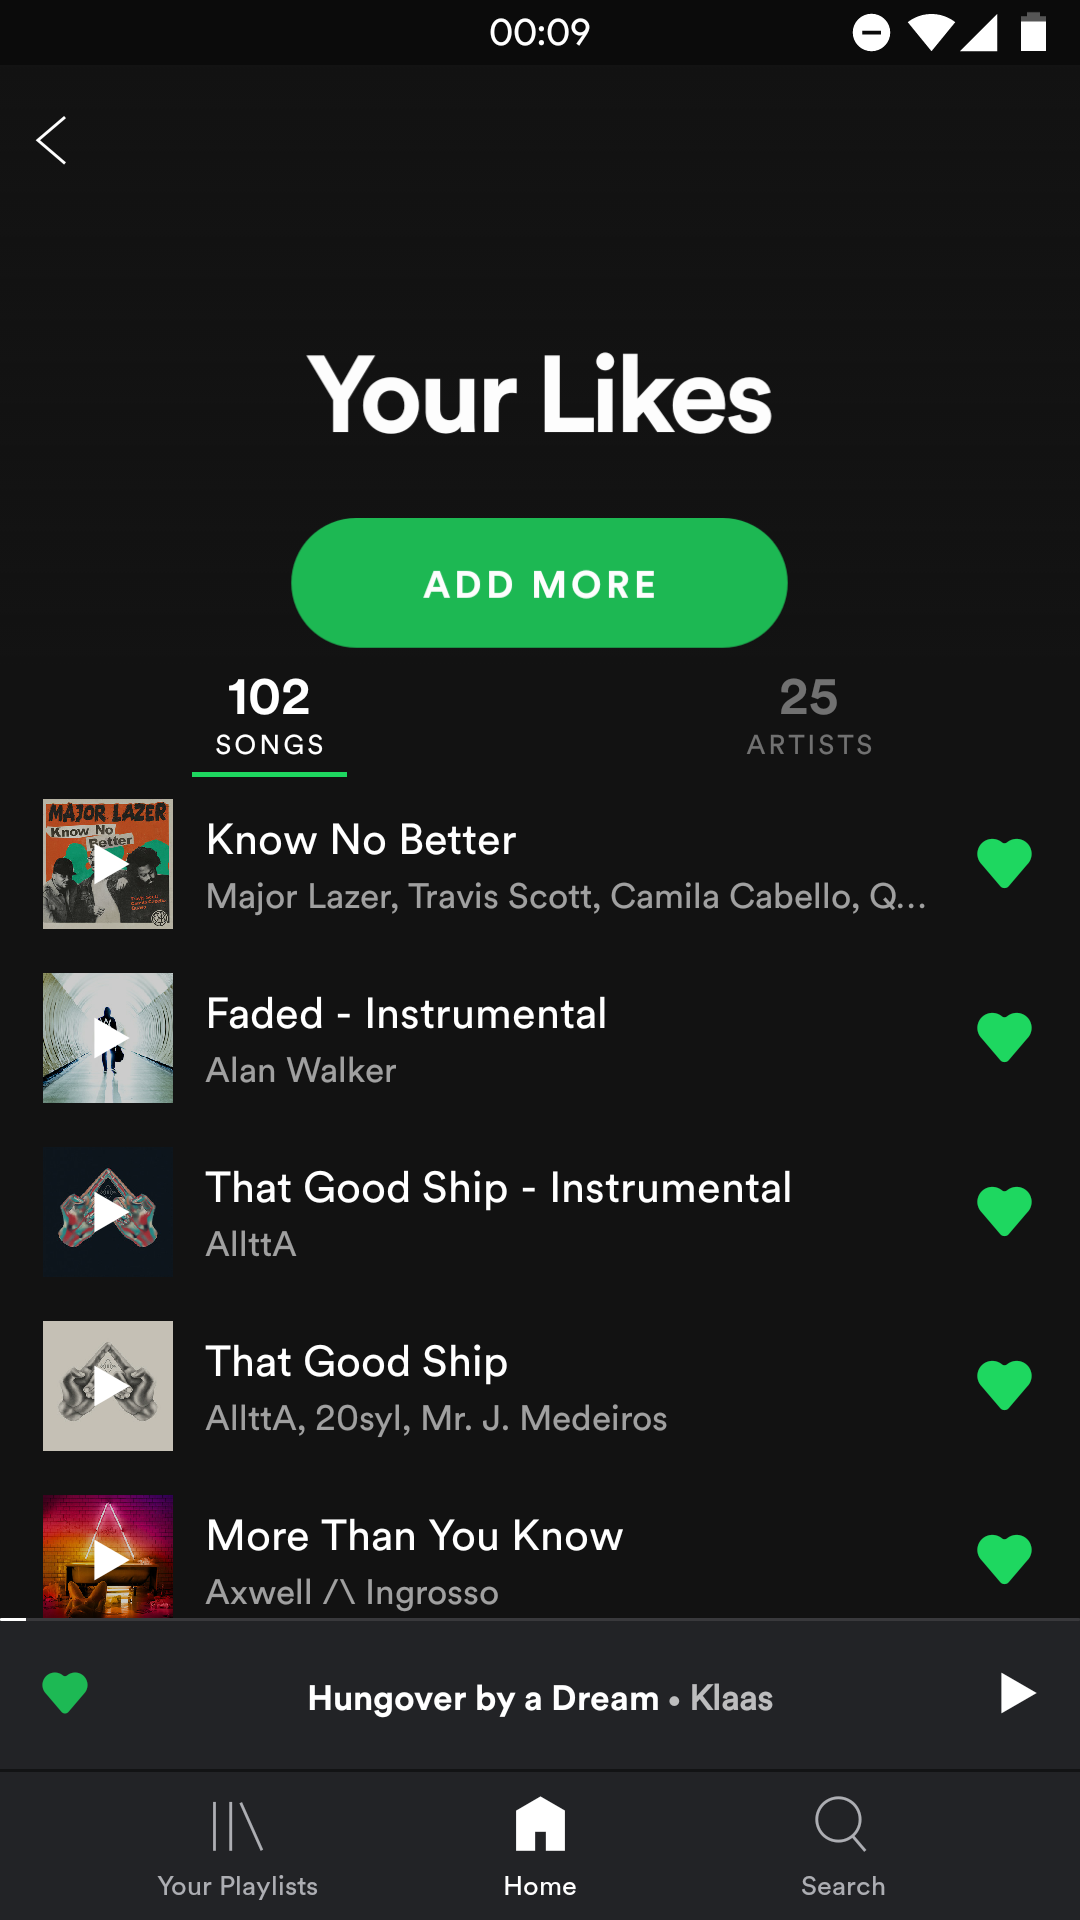 00:09
Your Likes
ADD MORE
102
SONGS
25
ARTISTS
MAJOR LAZER
Know No
Better
Know No Better
Major Lazer, Travis Scott, Camila Cabello, Q...
Faded - Instrumental
Alan Walker
That Good Ship - Instrumental
AllttA
That Good Ship
AllttA, 20syl, Mr. J. Medeiros
More Than You Know
Axwell /\ Ingrosso
Hungover by a Dream • Klaas
Your Playlists
Home
Search